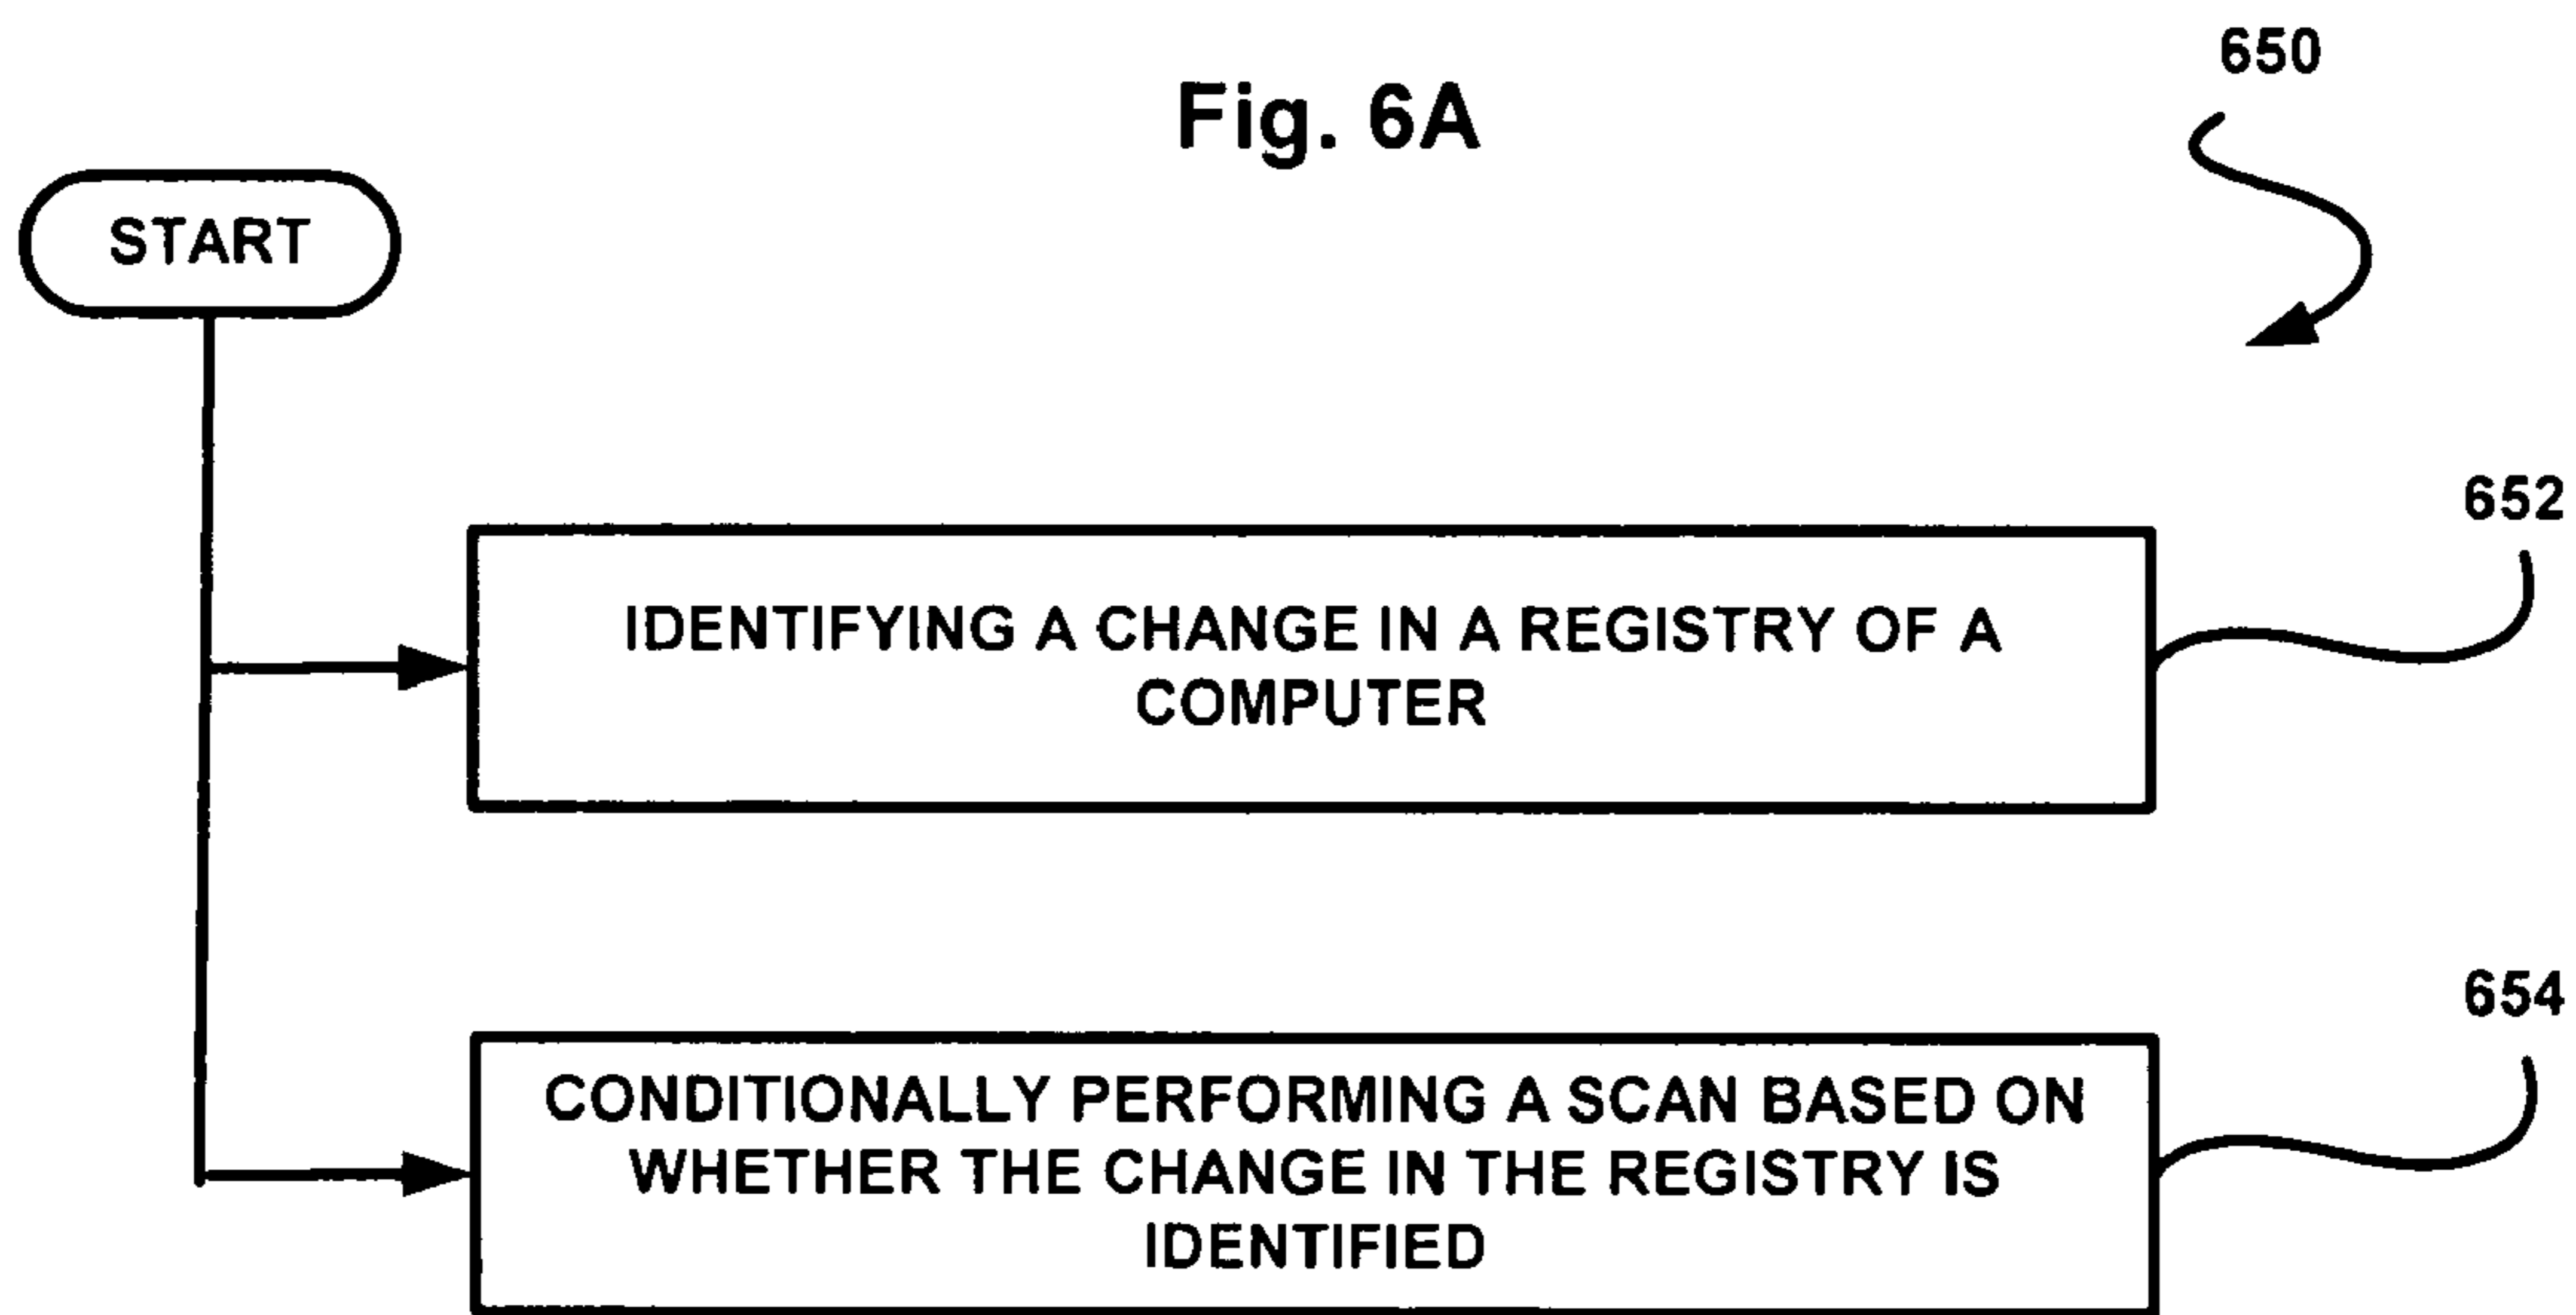 Fig. 6A
650
START
652
IDENTIFYING A CHANGE IN A REGISTRY OF A
COMPUTER
654
CONDITIONALLY PERFORMING A SCAN BASED ON
WHETHER THE CHANGE IN THE REGISTRY IS
IDENTIFIED